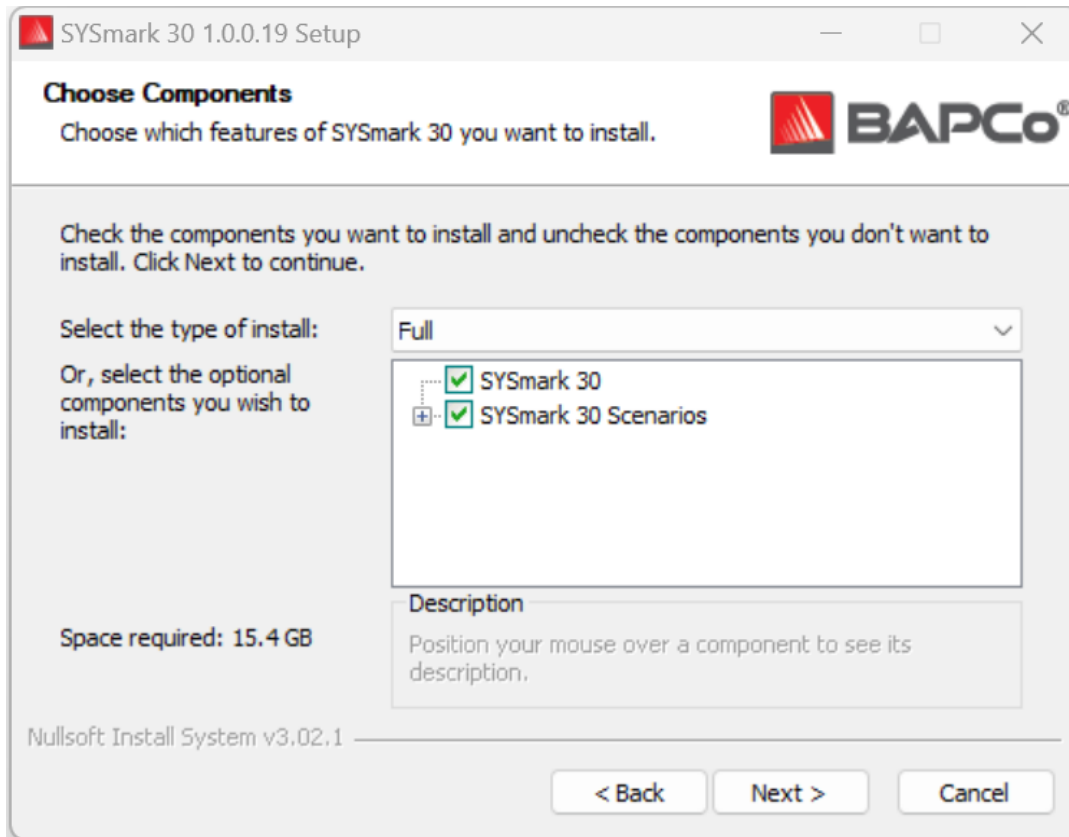 SYSmark 30 1.0.0.19 Setup
Choose Components
Choose which features of SYSmark 30 you want to install.
BAPCo®
Check the components you want to install and uncheck the components you don't want to
install. Click Next to continue.
Select the type of install:
Full
Or, select the optional
components you wish to
install:
SYSmark 30
SYSmark 30 Scenarios
Space required: 15.4 GB
Description
Position your mouse over a component to see its
description.
Nullsoft Install System v3.02.1
< Back
Next >
Cancel